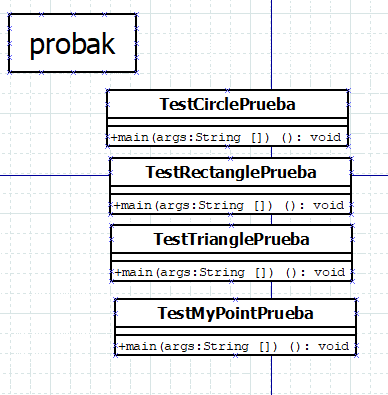 probak
TestCirclePrueba
+main(args:String []) (): void
TestRectanglePrueba
+main(args:String []) (): void
TestTrianglePrueba
+main(args:String []) (): void
TestMyPointPrueba
+main(args:String []) (): void